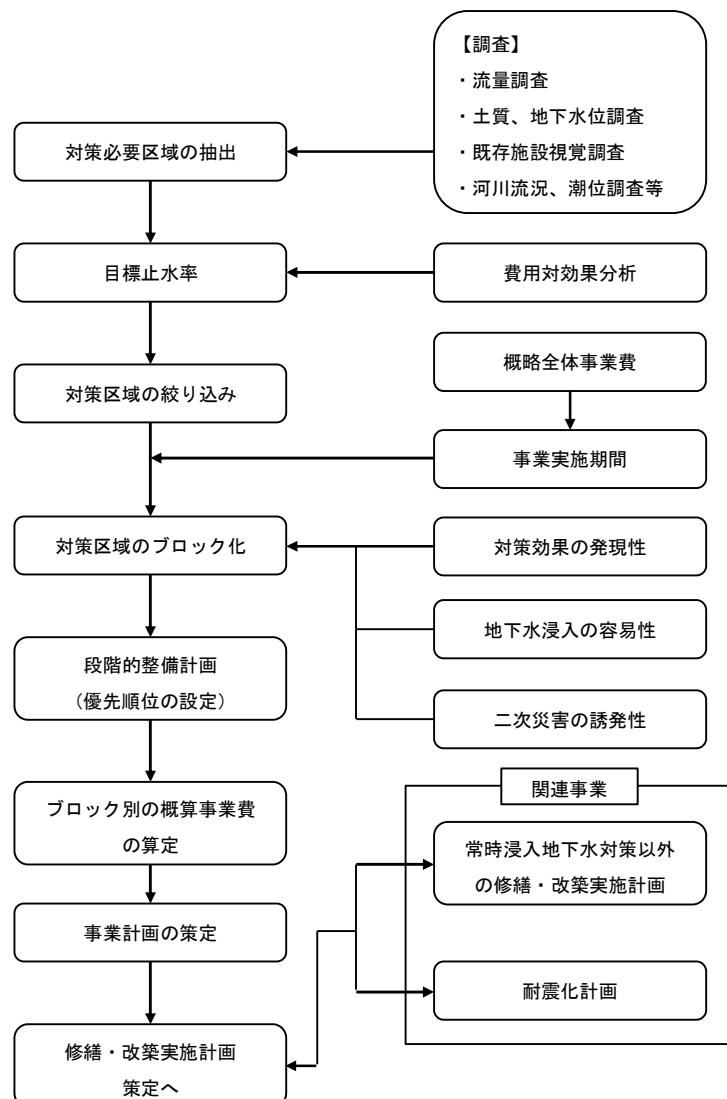 【調査】
・流量調査
・土質、地下水位調査
・既存施設視覚調査
・河川流況、潮位調査等
対策必要区域の抽出
目標止水率
費用対効果分析
概略全体事業費
対策区域の絞り込み
事業実施期間
対策区域のブロック化
対策効果の発現性
地下水浸入の容易性
段階的整備計画
(優先順位の設定)
二次災害の誘発性
関連事業
ブロック別の概算事業費
の算定
常時浸入地下水対策以外
の修繕・改築実施計画
事業計画の策定
耐震化計画
修繕・改築実施計画
策定へ